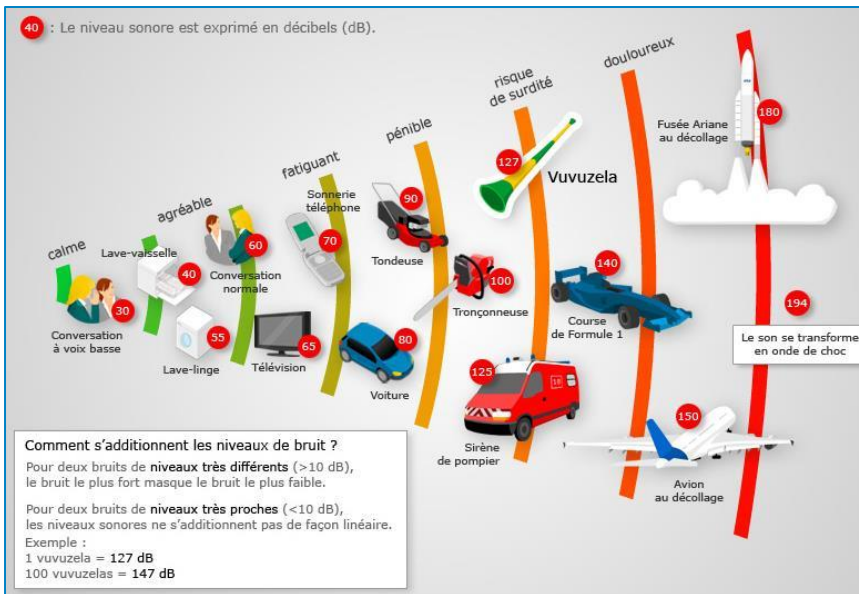 40 : Le niveau sonore est exprimé en décibels (dB).
calme
agréable
fatiguant
pénible
risque
de surdité
douloureux
30
Conversation
à voix basse
Lave-vaisselle
40
55
Lave-linge
60
Conversation
normale
65
Télévision
Sonnerie
téléphone
70
80
Voiture
90
Tondeuse
100
Tronçonneuse
125
18
Sirène
de pompier
127
Vuvuzela
140
Course
de Formule 1
150
Avion
au décollage
Fusée Ariane
au décollage
180
194
Le son se transforme
en onde de choc
Comment s'additionnent les niveaux de bruit ?
Pour deux bruits de niveaux très différents (>10 dB),
le bruit le plus fort masque le bruit le plus faible.
Pour deux bruits de niveaux très proches (<10 dB),
les niveaux sonores ne s'additionnent pas de façon linéaire.
Exemple :
1 vuvuzela = 127 dB
100 vuvuzelas = 147 dB